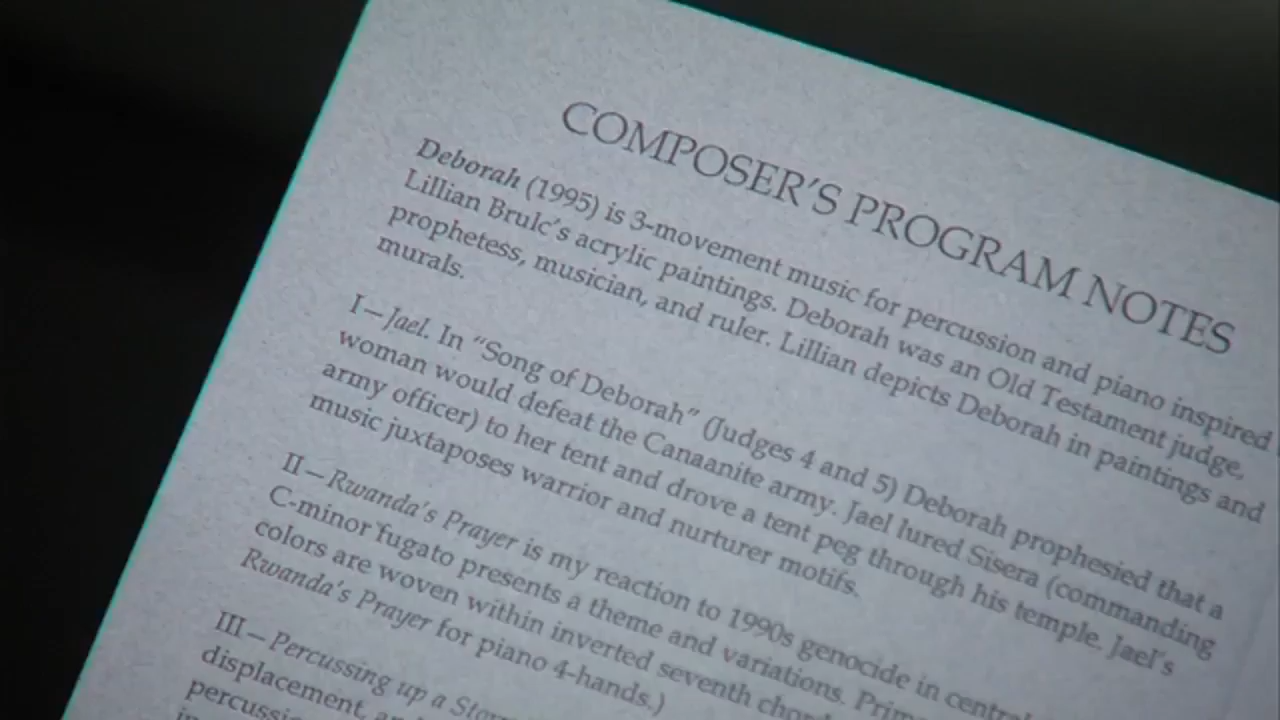 COMPOSER'S PROGRAM NOTES
Deborah (1995) is 3-movement music for percussion and piano inspired
Lillian Brulc's acrylic paintings. Deborah was an Old Testament judge,
prophetess, musician, and ruler. Lillian depicts Deborah in paintings and
murals.
I—Jael. In "Song of Deborah" (Judges 4 and 5) Deborah prophesied that a
woman would defeat the Canaanite army. Jael lured Sisera (commanding
army officer) to her tent and drove a tent peg through his temple. Jael's
music juxtaposes warrior and nurturer motifs.
II—Rwanda's Prayer is my reaction to 1990s genocide in
C-minor fugato presents a theme and variations.
colors are woven within inverted seventh
Rwanda's Prayer for piano 4-hands.)
III—Percussing up a
displacement,